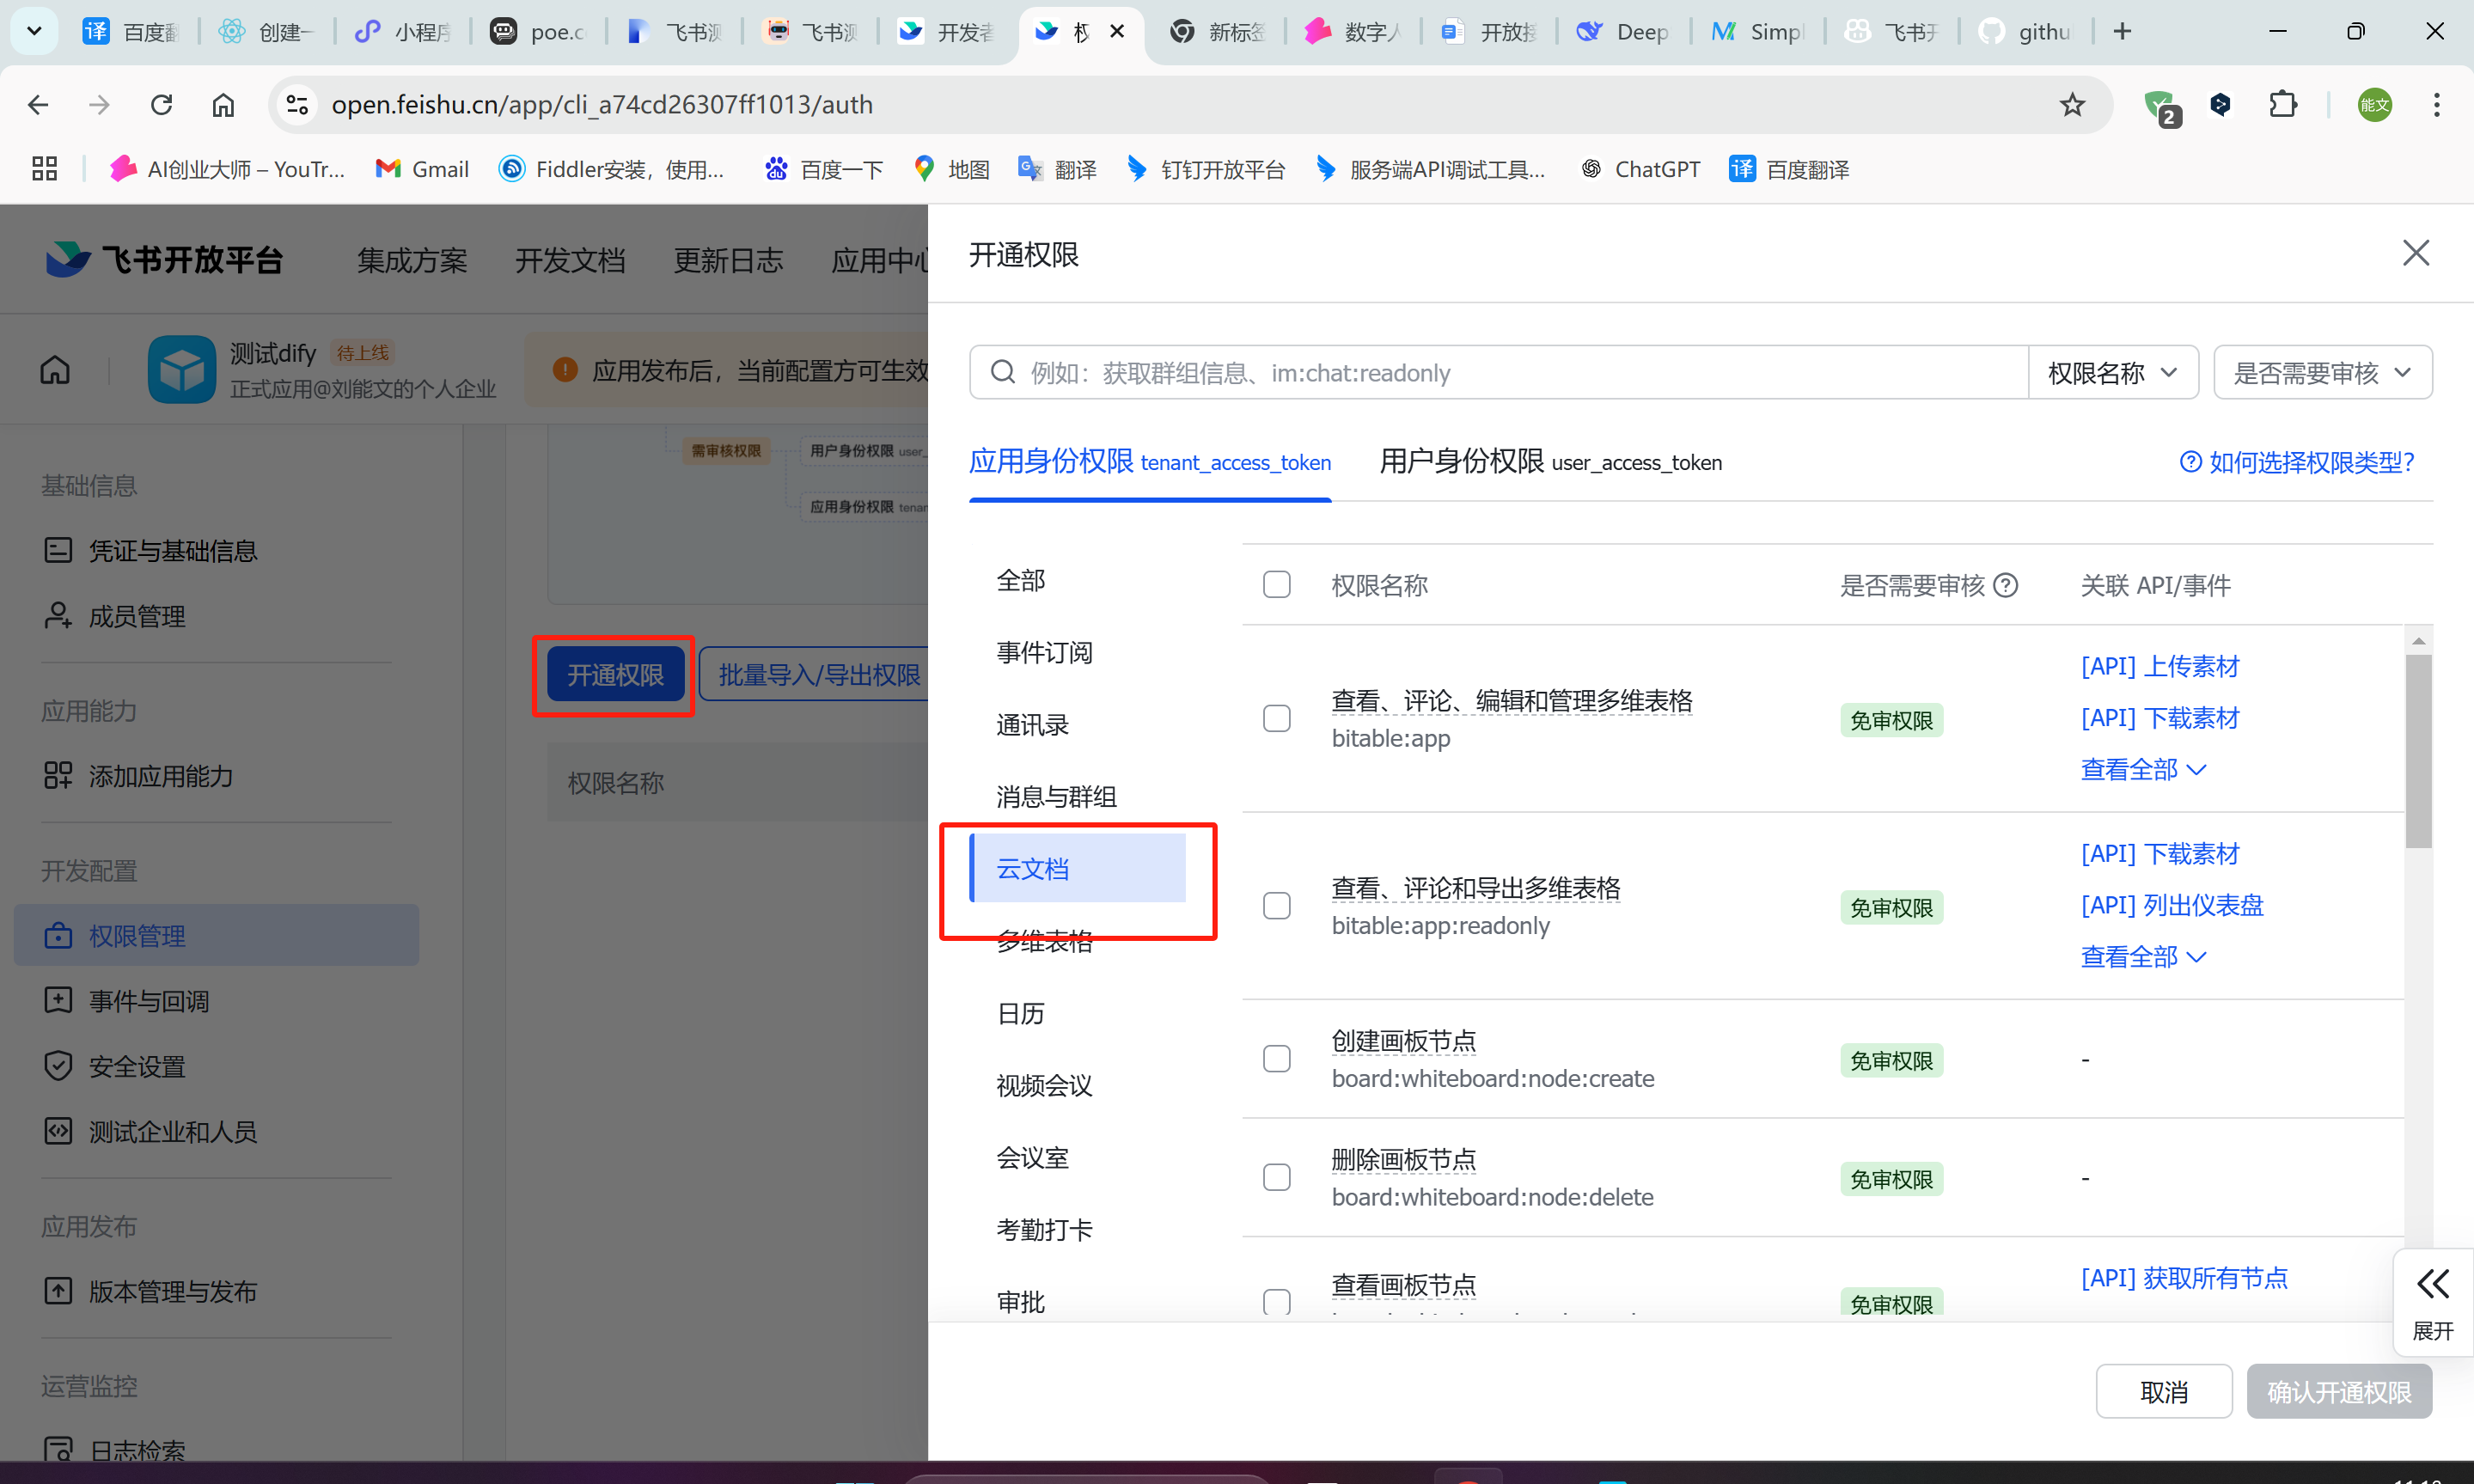 百度翻
创建一
小程序
poe.c
飞书测
飞书测
开发者
权
新标签
数字人
开放接
Deep
Simpl
飞书开
githu
open.feishu.cn/app/cli_a74cd26307ff1013/auth
2
能文
AI创业大师 – YouTr...
Gmail
Fiddler安装，使用...
百度一下
地图
翻译
钉钉开放平台
服务端API调试工具...
ChatGPT
百度翻译
飞书开放平台
集成方案
开发文档
更新日志
应用中心
测试dify 待上线
正式应用@刘能文的个人企业
应用发布后，当前配置方可生效
基础信息
凭证与基础信息
成员管理
应用能力
添加应用能力
开发配置
权限管理
事件与回调
安全设置
测试企业和人员
应用发布
版本管理与发布
运营监控
日志检索
需审核权限
用户身份权限 user_
应用身份权限 tenan
开通权限
批量导入/导出权限
权限名称
开通权限
例如：获取群组信息、im:chat:readonly
权限名称
是否需要审核
应用身份权限 tenant_access_token
用户身份权限 user_access_token
如何选择权限类型？
全部
事件订阅
通讯录
消息与群组
云文档
多维表格
日历
视频会议
会议室
考勤打卡
审批
权限名称
是否需要审核
关联 API/事件
查看、评论、编辑和管理多维表格
bitable:app
免审权限
[API] 上传素材
[API] 下载素材
查看全部
查看、评论和导出多维表格
bitable:app:readonly
免审权限
[API] 下载素材
[API] 列出仪表盘
查看全部
创建画板节点
board:whiteboard:node:create
免审权限
-
删除画板节点
board:whiteboard:node:delete
免审权限
-
查看画板节点
免审权限
[API] 获取所有节点
展开
取消
确认开通权限